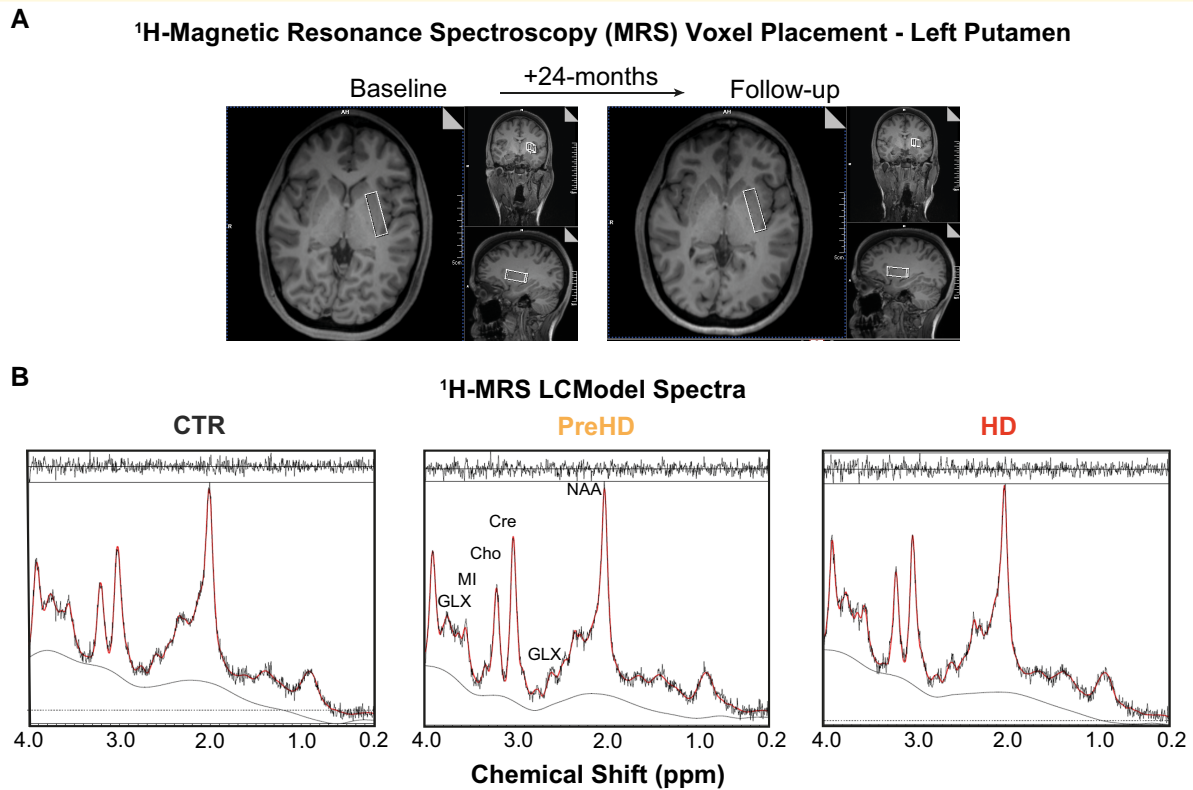 A
¹H-Magnetic Resonance Spectroscopy (MRS) Voxel Placement - Left Putamen
Baseline
+24-months
Follow-up
AH
R
5cm
AH
R
5cm
B
¹H-MRS LCModel Spectra
CTR
PreHD
HD
NAA
Cre
Cho
MI
GLX
GLX
4.0 3.0 2.0 1.0 0.2
4.0 3.0 2.0 1.0 0.2
4.0 3.0 2.0 1.0 0.2
Chemical Shift (ppm)